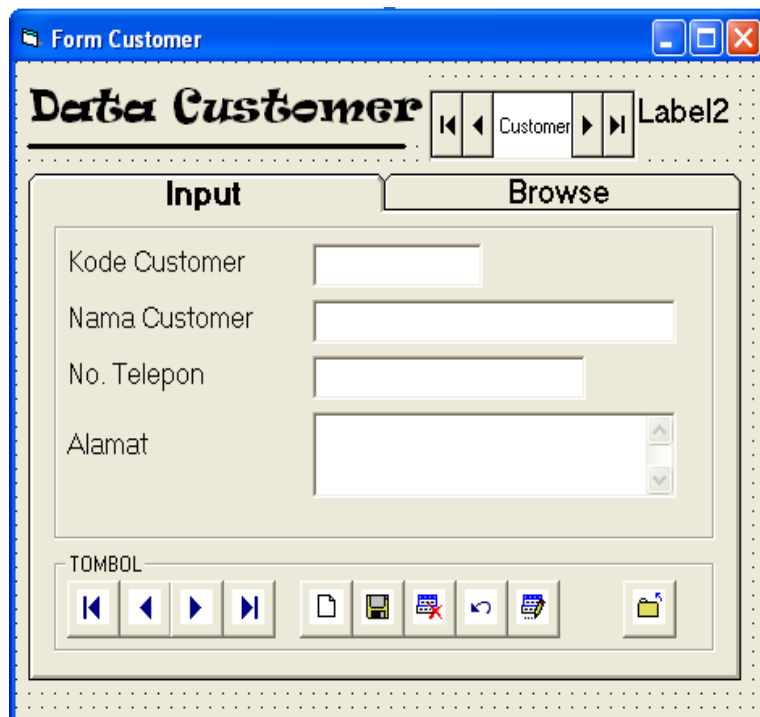 Form Customer
Data Customer
Customer
Label2
Input
Browse
Kode Customer
Nama Customer
No. Telepon
Alamat
TOMBOL